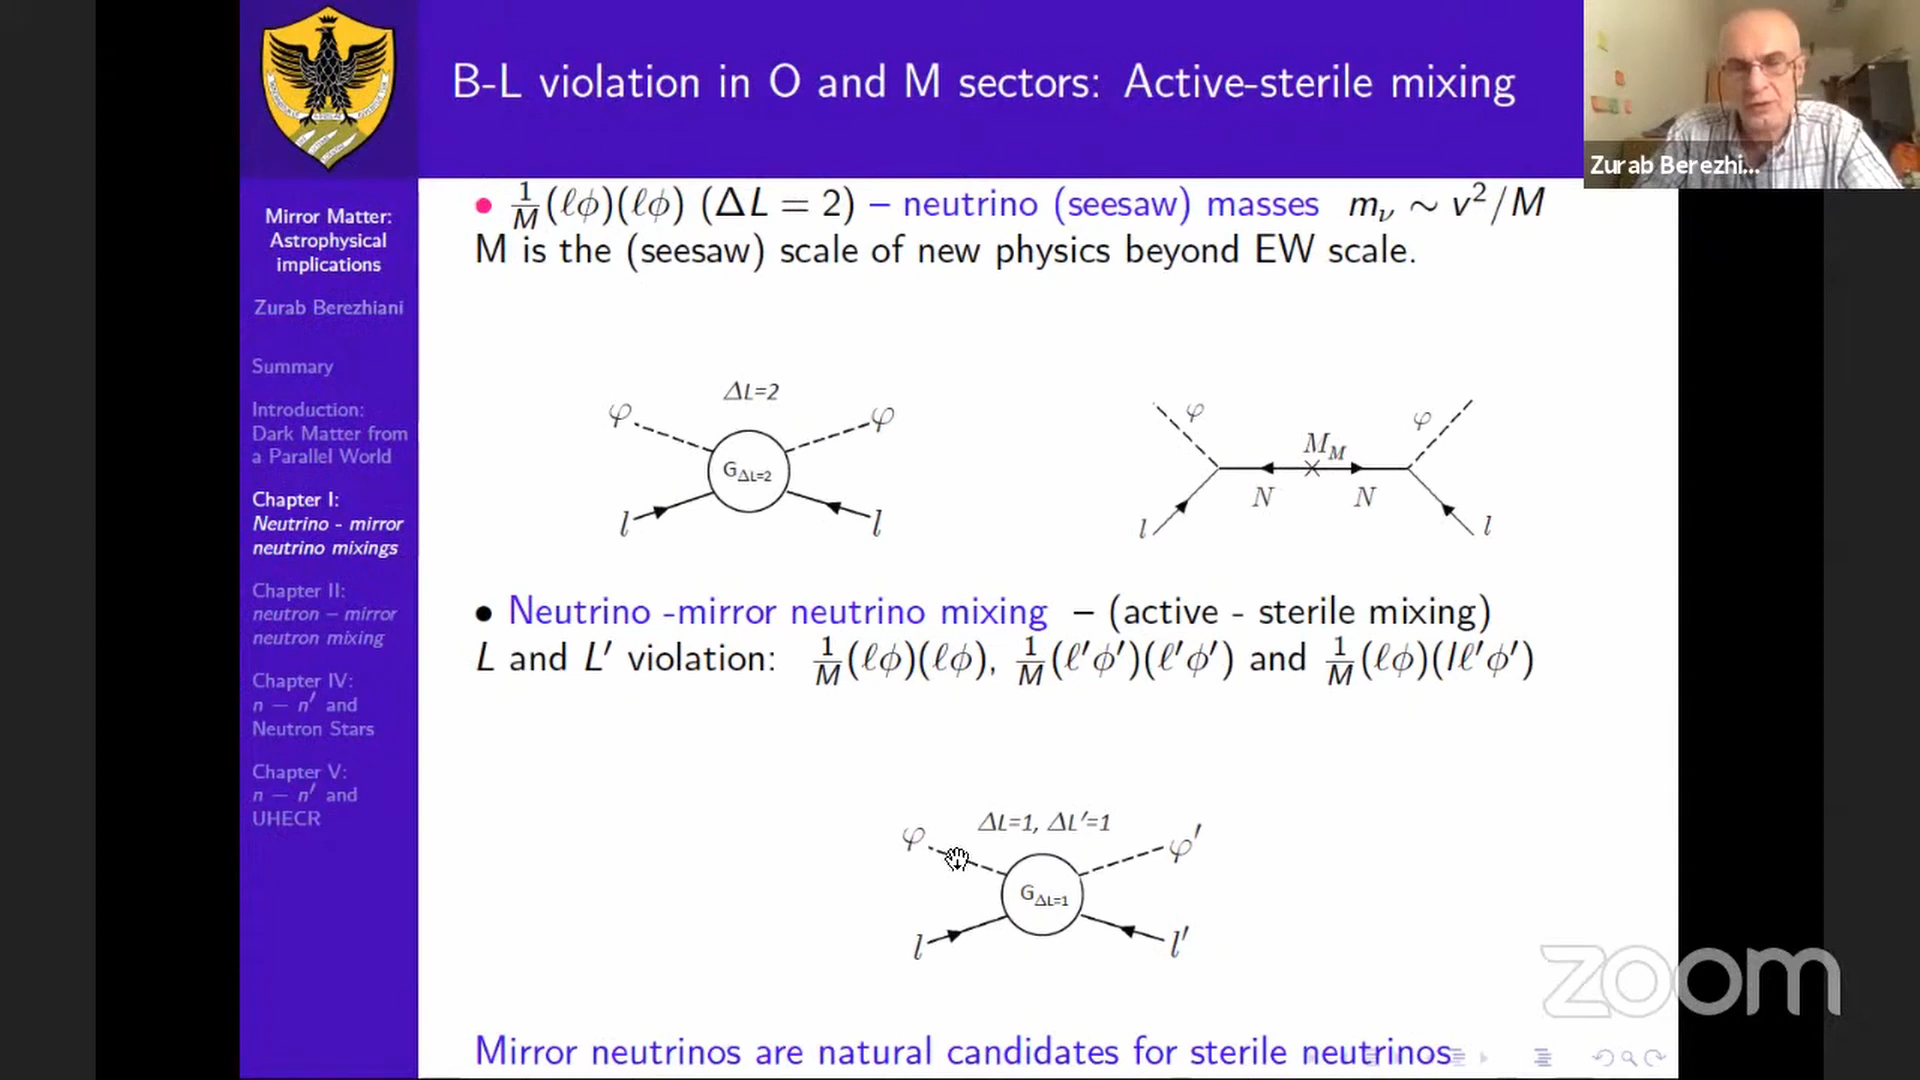 B-L violation in O and M sectors: Active-sterile mixing
Zurab Berezhi...
Mirror Matter:
Astrophysical
implications
Zurab Berezhiani
Summary
Introduction:
Dark Matter from
a Parallel World
Chapter I:
Neutrino - mirror
neutrino mixings
Chapter II:
neutron – mirror
neutron mixing
Chapter IV:
n − n′ and
Neutron Stars
Chapter V:
n − n′ and
UHECR
• 1/M (ℓϕ)(ℓϕ) (ΔL = 2) – neutrino (seesaw) masses mν ∼ v²/M
M is the (seesaw) scale of new physics beyond EW scale.
ΔL=2
φ φ
G ΔL=2
l l
φ φ
M_M
N N
l l
• Neutrino -mirror neutrino mixing – (active - sterile mixing)
L and L′ violation: 1/M (ℓϕ)(ℓϕ), 1/M (ℓ′ϕ′)(ℓ′ϕ′) and 1/M (ℓϕ)(lℓ′ϕ′)
ΔL=1, ΔL′=1
φ φ′
G ΔL=1
l l′
Mirror neutrinos are natural candidates for sterile neutrinos
zoom